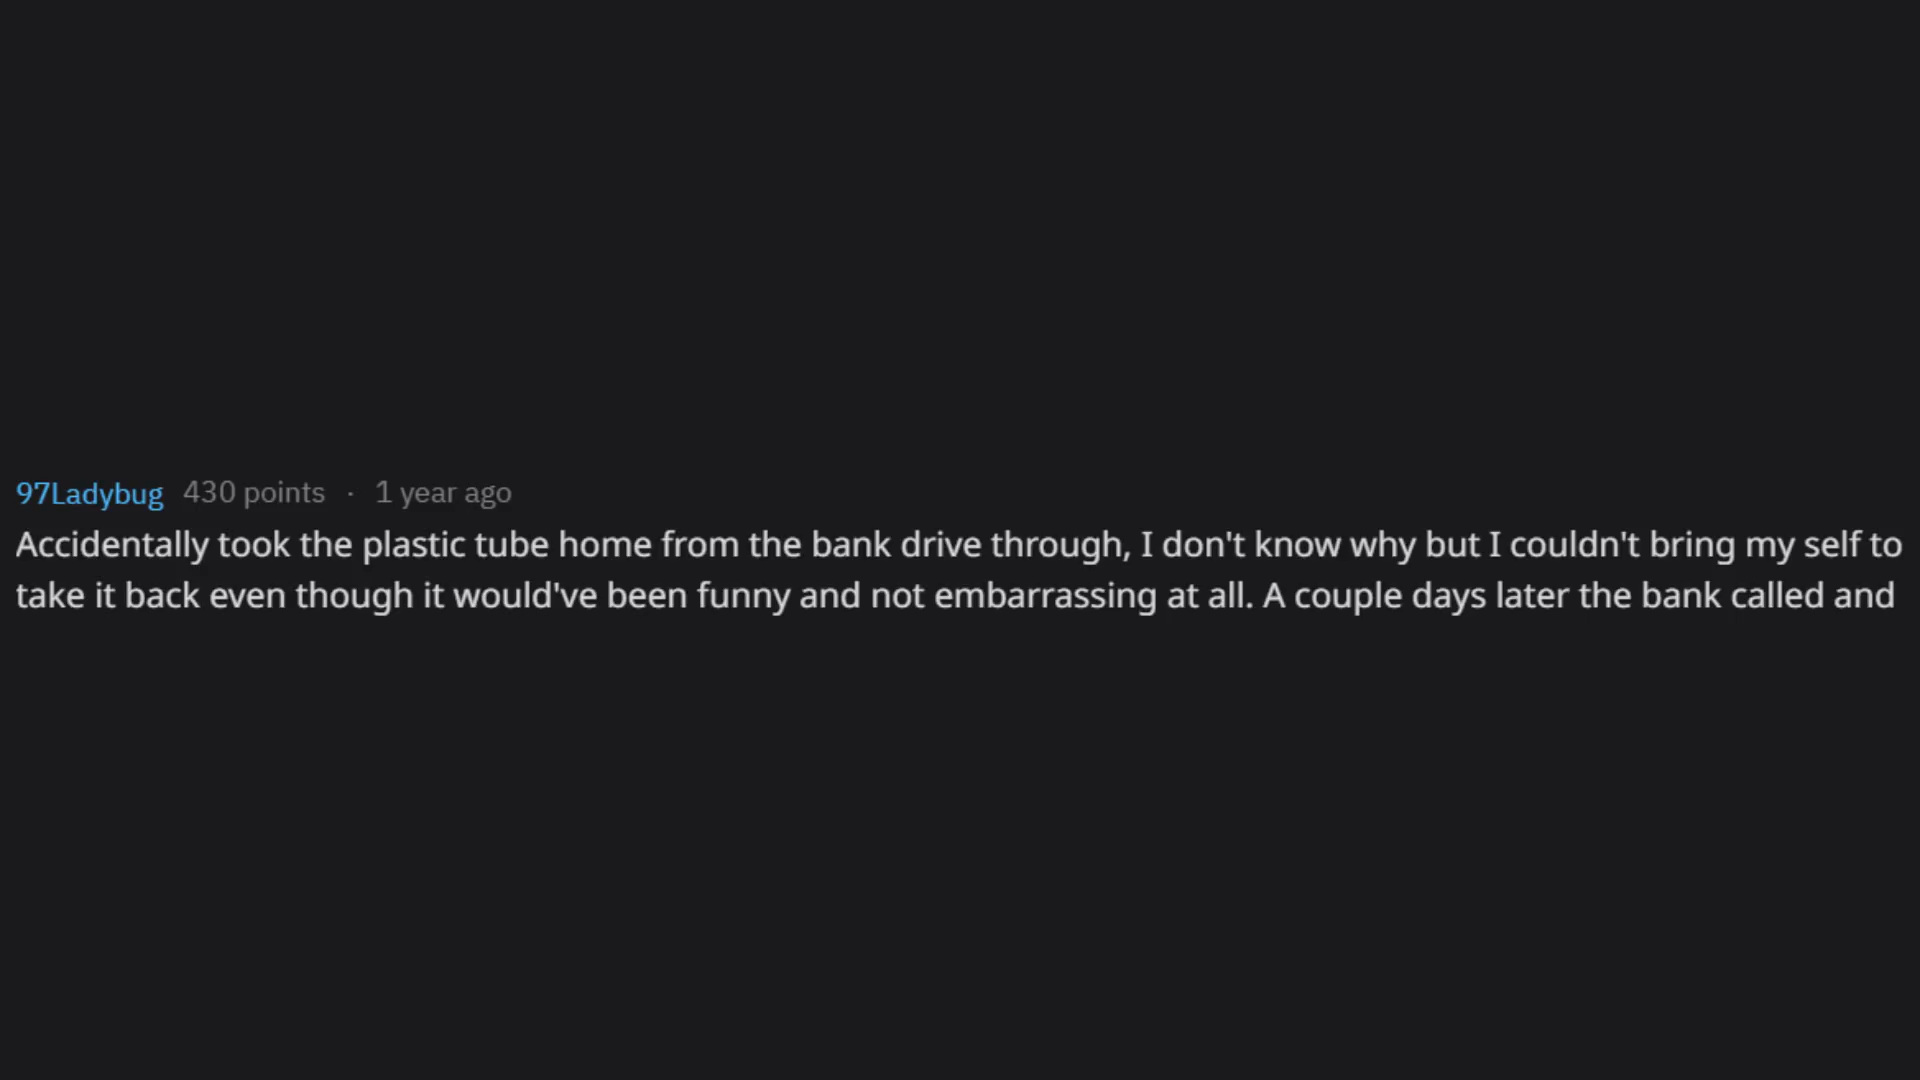 97Ladybug 430 points · 1 year ago
Accidentally took the plastic tube home from the bank drive through, I don't know why but I couldn't bring my self to
take it back even though it would've been funny and not embarrassing at all. A couple days later the bank called and